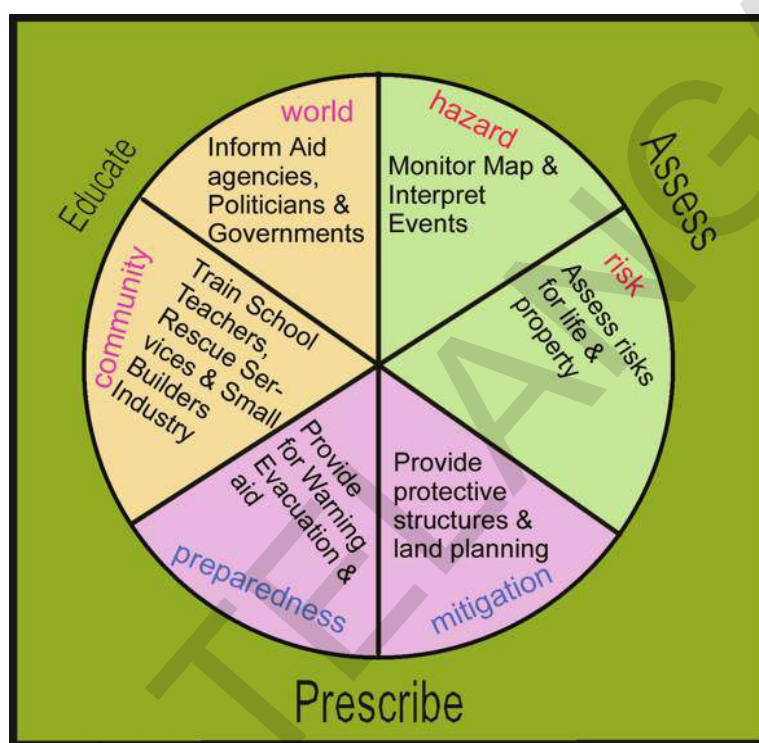 world
Inform Aid
agencies,
Politicians &
Governments
hazard
Monitor Map &
Interpret
Events
Assess
risk
Assess risks
for life &
property
Provide
protective
structures &
land planning
mitigation
Prescribe
Provide
for Warning
Evacuation &
aid
preparedness
community
Train School
Teachers,
Rescue Ser-
vices & Small
Builders
Industry
Educate
TELANG